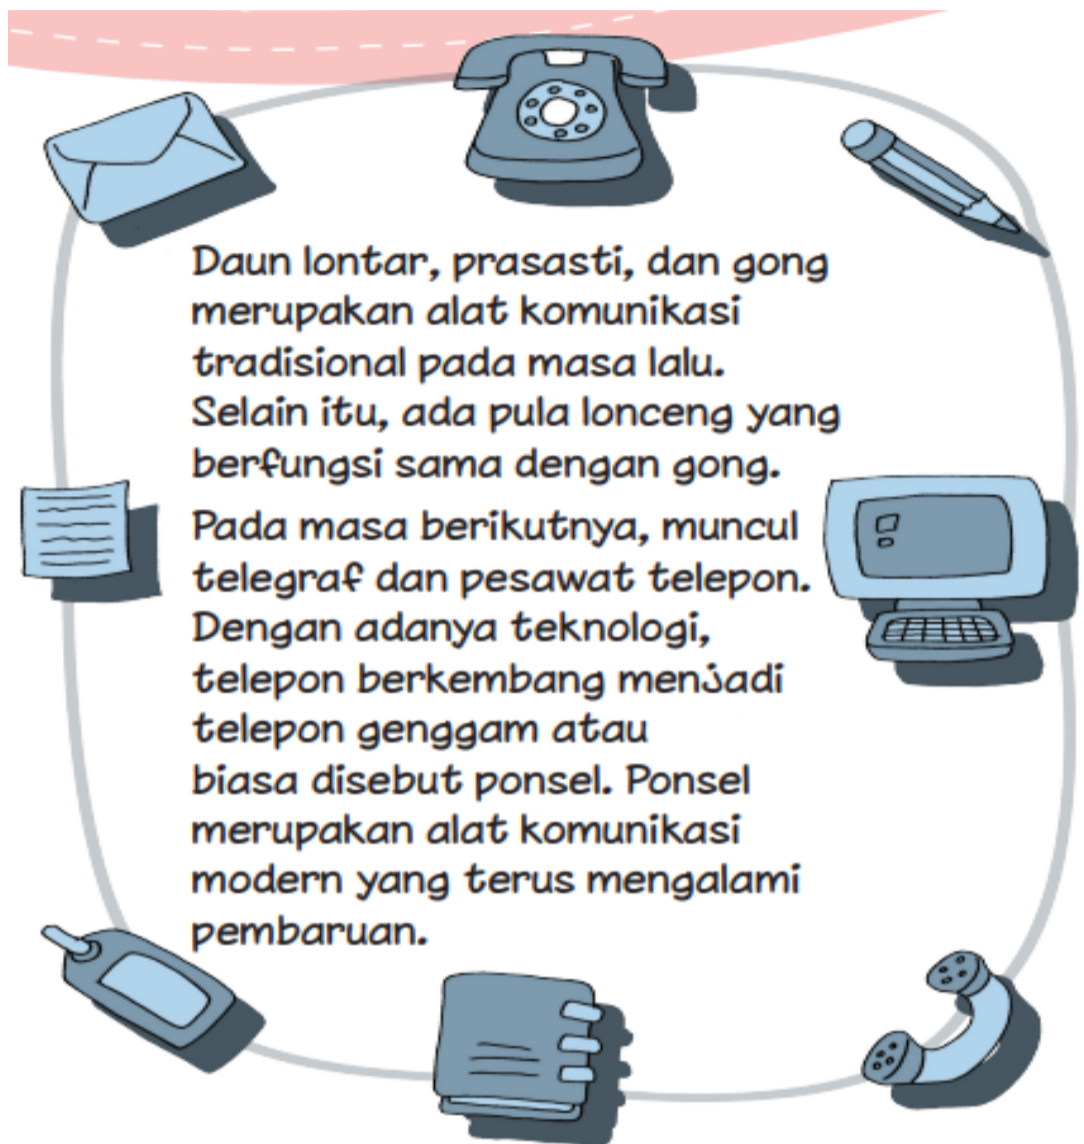 Daun lontar, prasasti, dan gong
merupakan alat komunikasi
tradisional pada masa lalu.
Selain itu, ada pula lonceng yang
berfungsi sama dengan gong.
Pada masa berikutnya, muncul
telegraf dan pesawat telepon.
Dengan adanya teknologi,
telepon berkembang menjadi
telepon genggam atau
biasa disebut ponsel. Ponsel
merupakan alat komunikasi
modern yang terus mengalami
pembaruan.